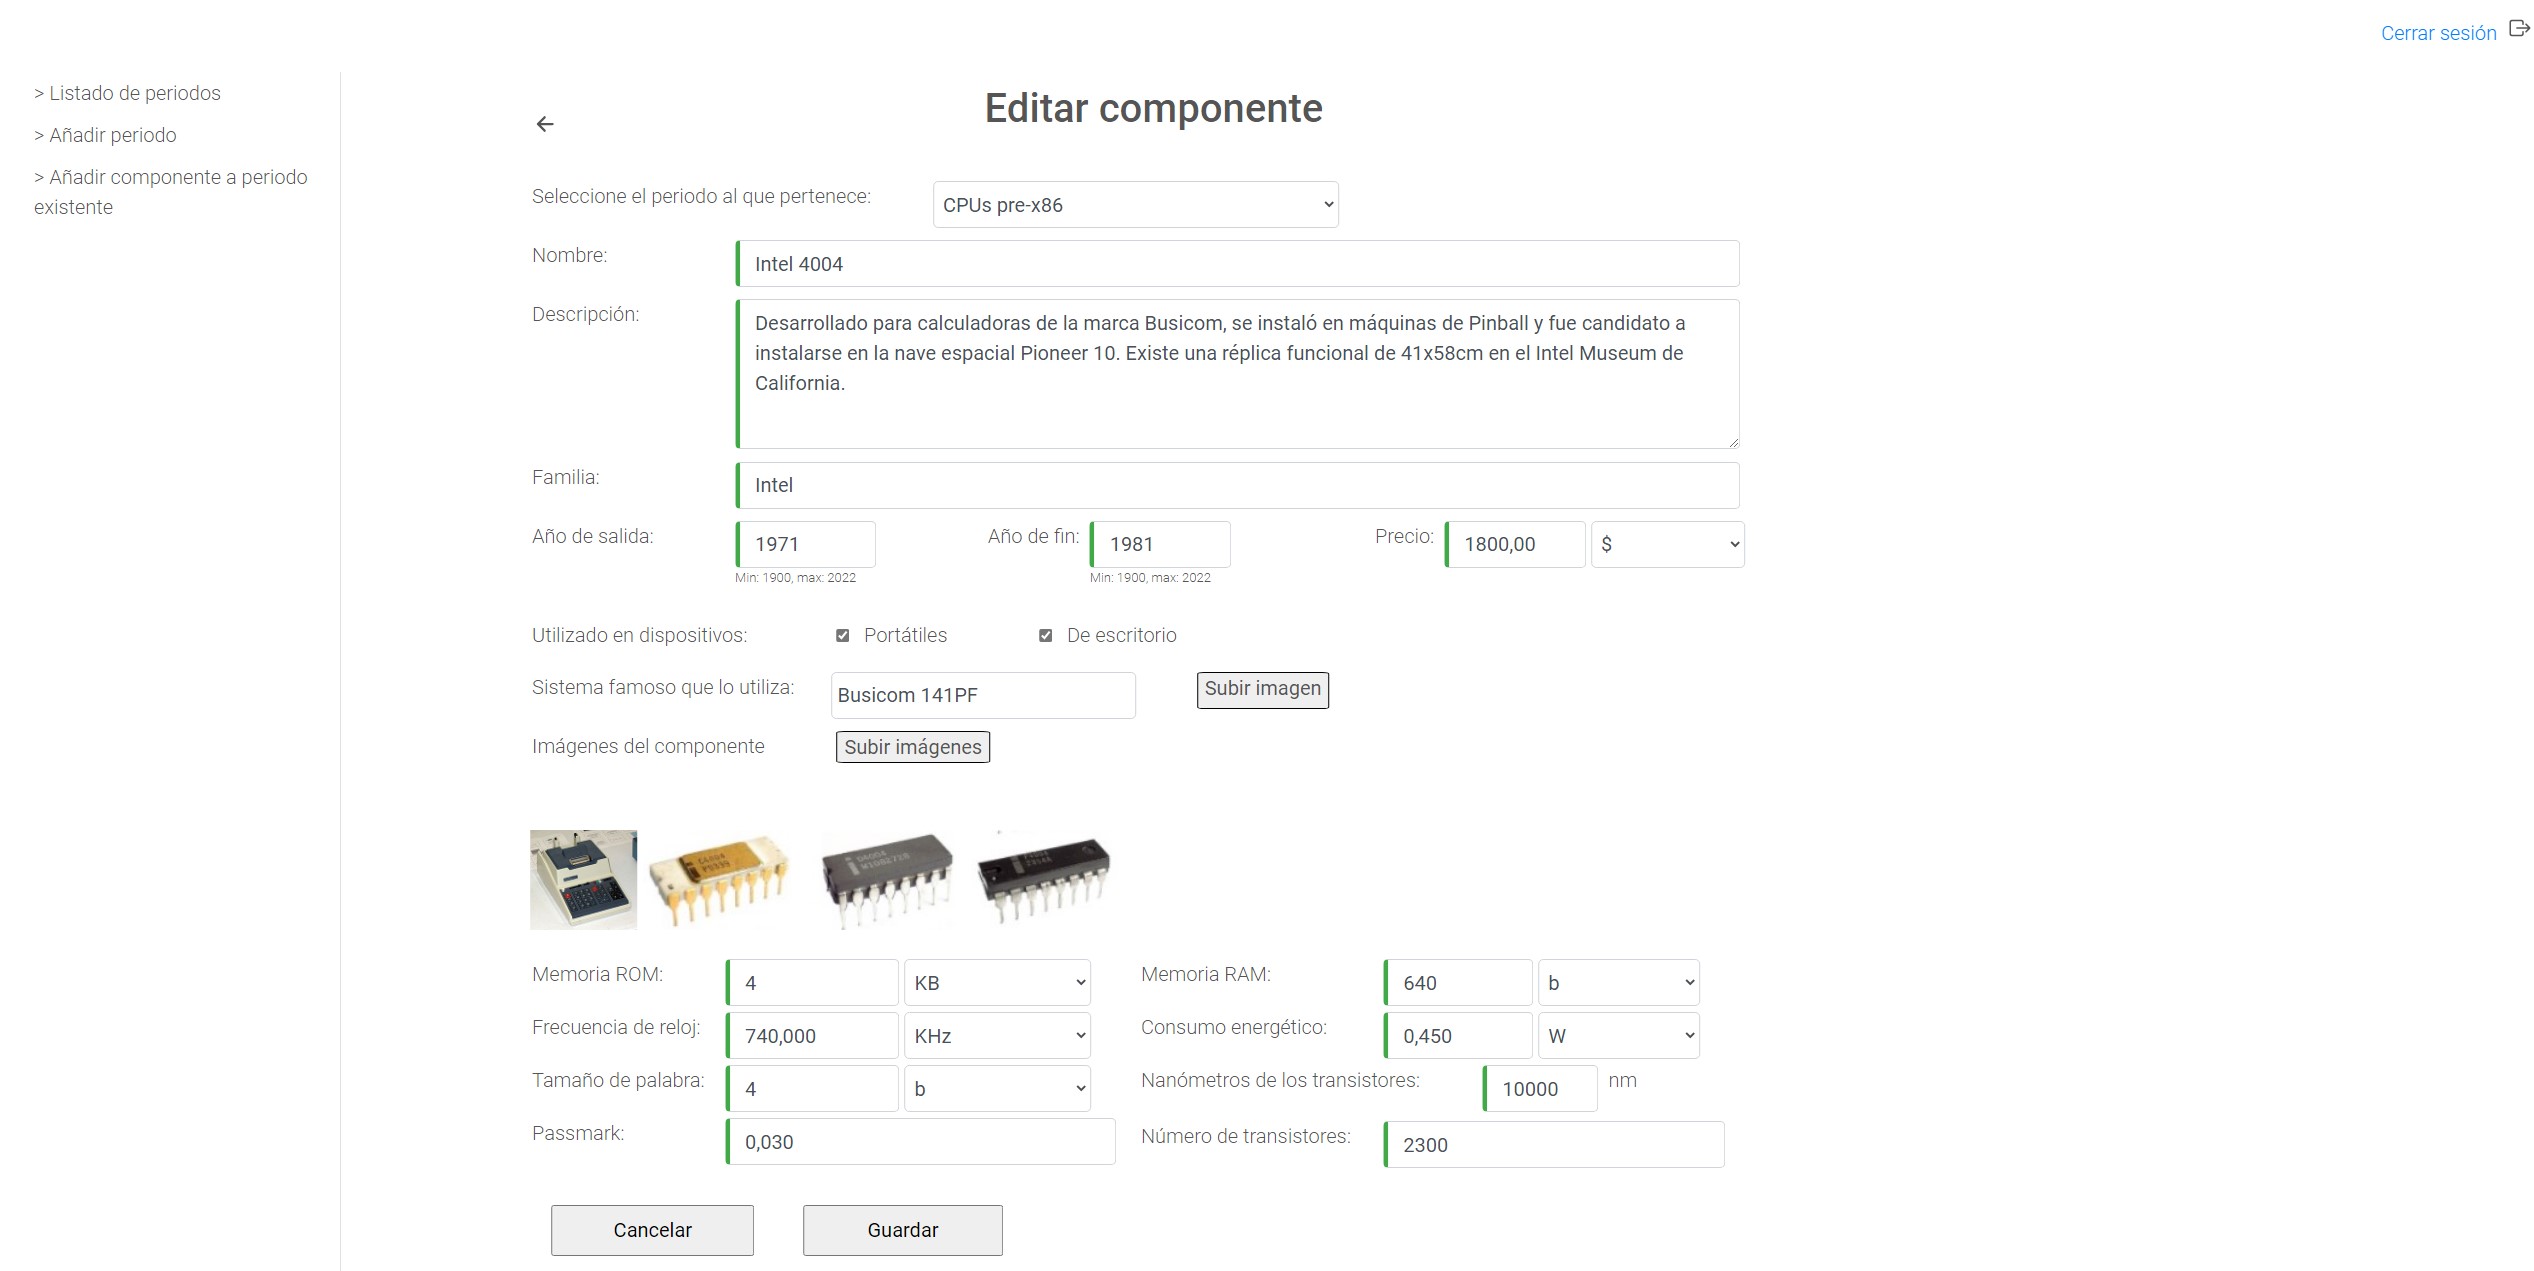 Cerrar sesión
> Listado de periodos
> Añadir periodo
> Añadir componente a periodo
existente
Editar componente
Seleccione el periodo al que pertenece: CPUs pre-x86
Nombre: Intel 4004
Descripción: Desarrollado para calculadoras de la marca Busicom, se instaló en máquinas de Pinball y fue candidato a
instalarse en la nave espacial Pioneer 10. Existe una réplica funcional de 41x58cm en el Intel Museum de
California.
Familia: Intel
Año de salida: 1971 Año de fin: 1981 Precio: 1800,00 $
Min: 1900, max: 2022 Min: 1900, max: 2022
Utilizado en dispositivos: Portátiles De escritorio
Sistema famoso que lo utiliza: Busicom 141PF Subir imagen
Imágenes del componente Subir imágenes
Memoria ROM: 4 KB Memoria RAM: 640 b
Frecuencia de reloj: 740,000 KHz Consumo energético: 0,450 W
Tamaño de palabra: 4 b Nanómetros de los transistores: 10000 nm
Passmark: 0,030 Número de transistores: 2300
Cancelar Guardar